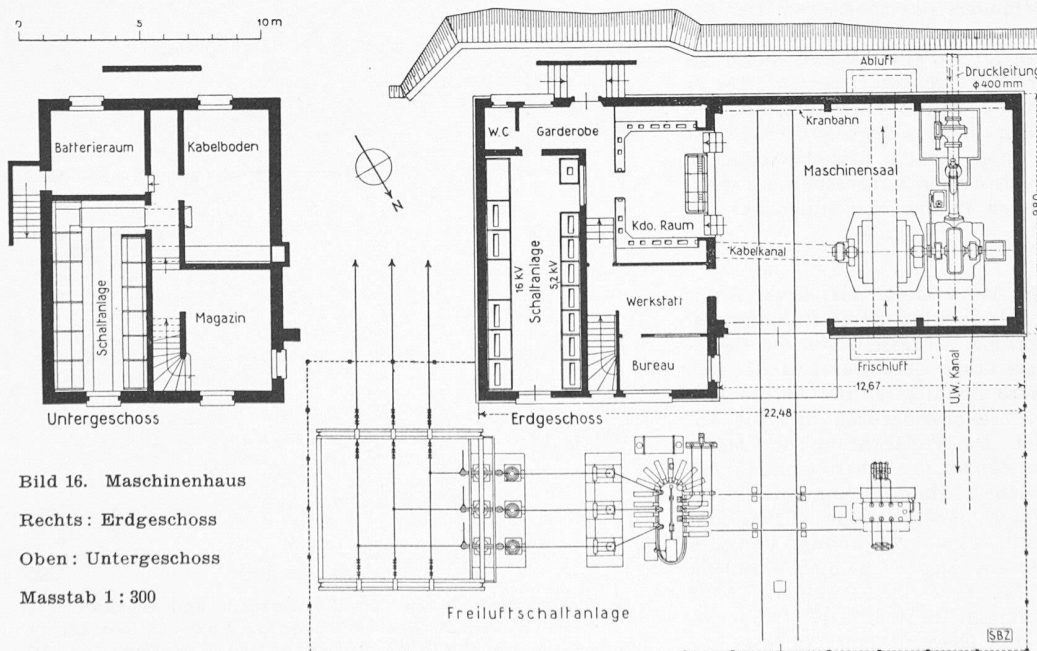 0 5 10 m
Batterieraum
Kabelboden
Schaltanlage
Magazin
Untergeschoss
N
Abluft
Druckleitung
ϕ 400 mm
Kranbahn
W.C
Garderobe
Maschinensaal
Kdo. Raum
Schaltanlage
16 kV
5,2 kV
Kabelkanal
Werkstatt
Bureau
Frischluft
U.W. Kanal
9,80
12,67
22,48
Erdgeschoss
Bild 16. Maschinenhaus
Rechts: Erdgeschoss
Oben: Untergeschoss
Masstab 1:300
Freiluftschaltanlage
SBZ